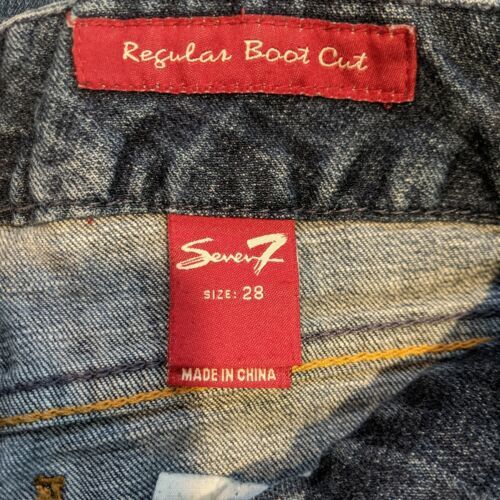 Regular Boot Cut
Seven7
SIZE: 28
MADE IN CHINA